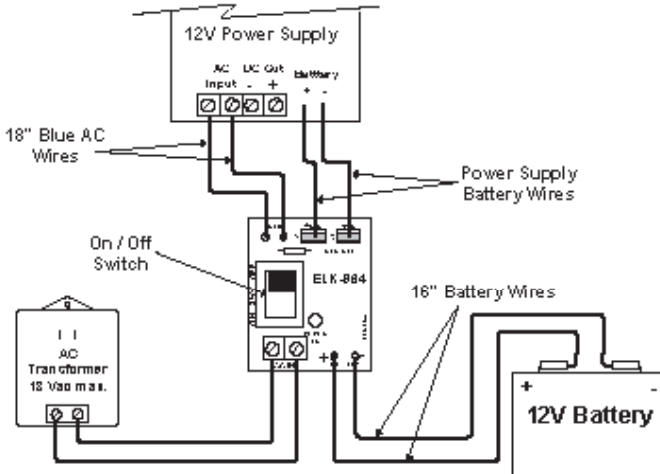 12V Power Supply
AC DC Out Battery
Input - + + -
18" Blue AC
Wires
Power Supply
Battery Wires
On / Off
Switch
ELK-964
16" Battery Wires
AC
Transformer
18 Vac max.
+ -
+ -
12V Battery